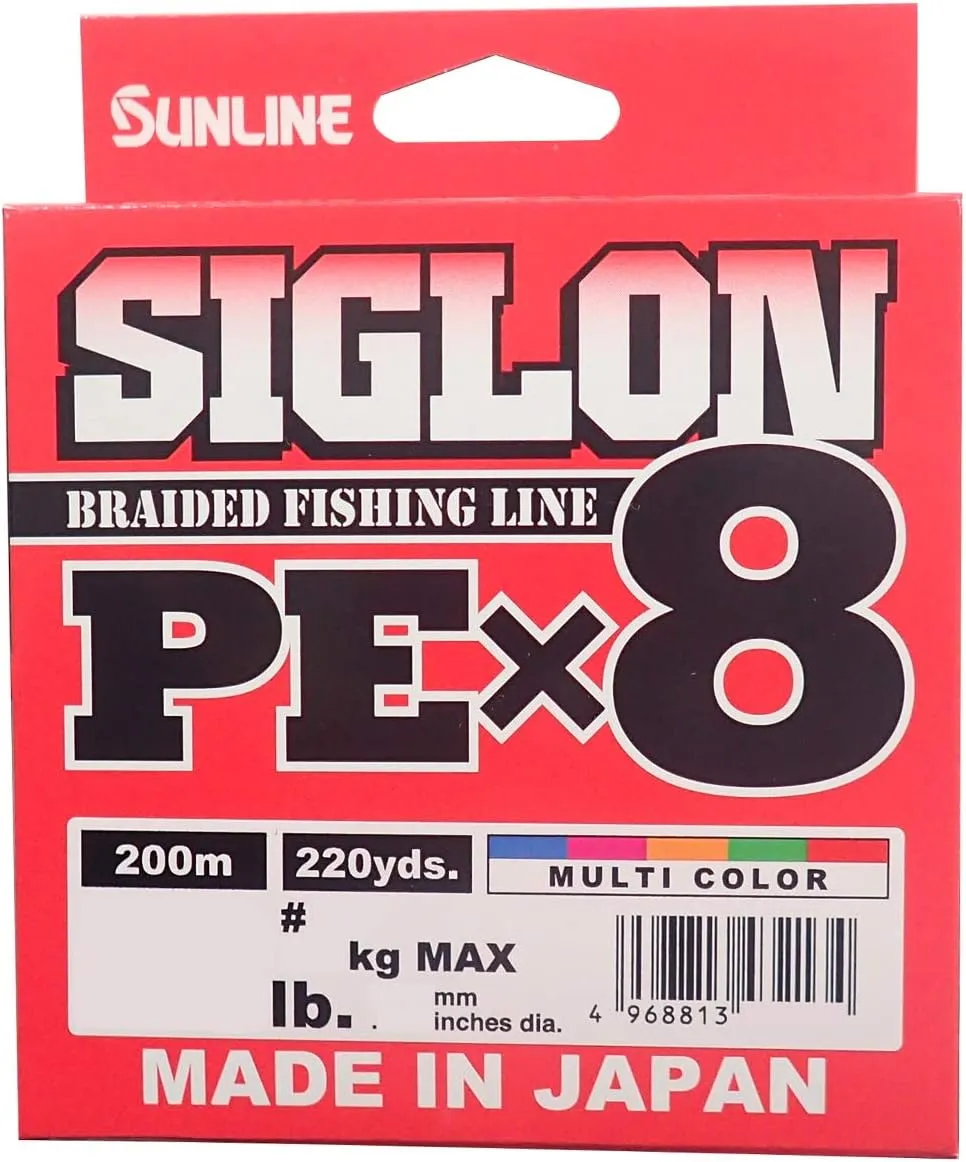 SUNLINE
SIGLON
BRAIDED FISHING LINE
PE×8
200m 220yds. MULTI COLOR
#
kg MAX
lb. .
mm
inches dia.
4 968813
MADE IN JAPAN